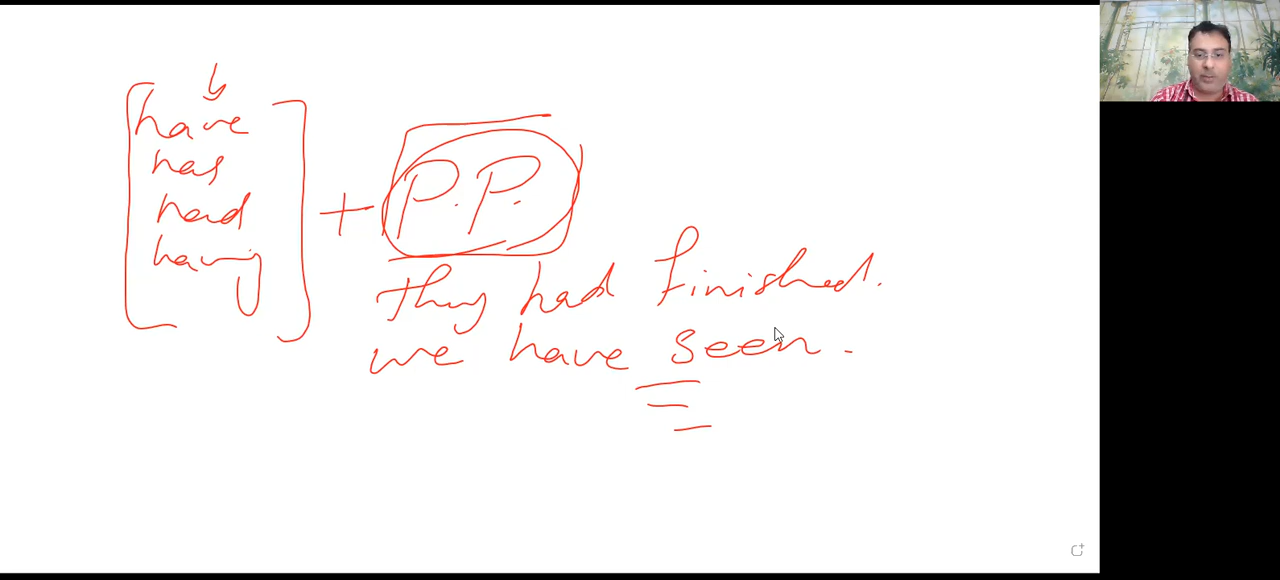 have
has
had
having
+ P.P.
they had finished.
we have seen.